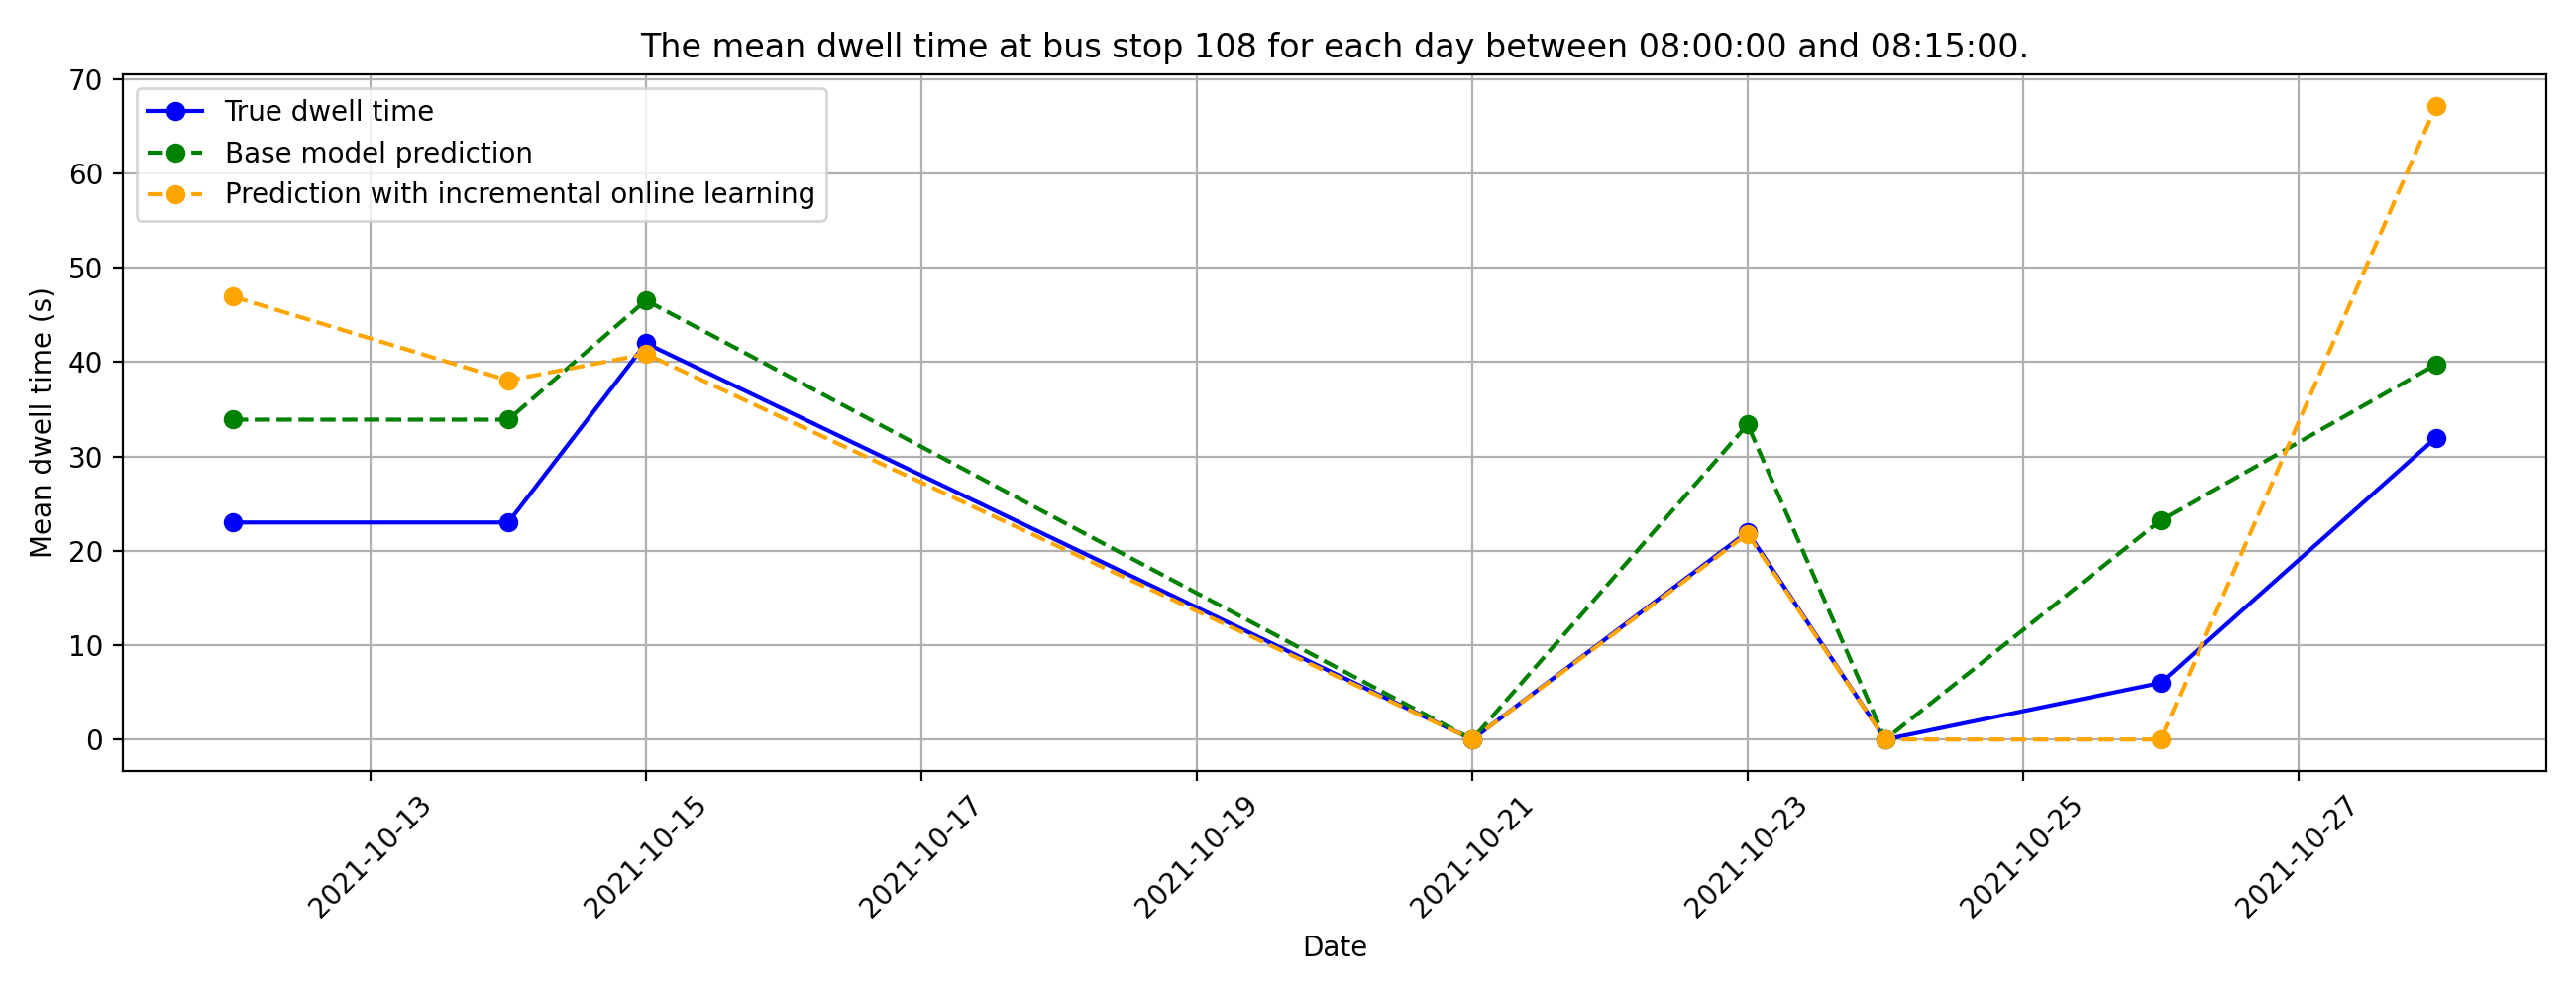 The mean dwell time at bus stop 108 for each day between 08:00:00 and 08:15:00.
True dwell time
Base model prediction
Prediction with incremental online learning
Mean dwell time (s)
70
60
50
40
30
20
10
0
2021-10-13
2021-10-15
2021-10-17
2021-10-19
2021-10-21
2021-10-23
2021-10-25
2021-10-27
Date